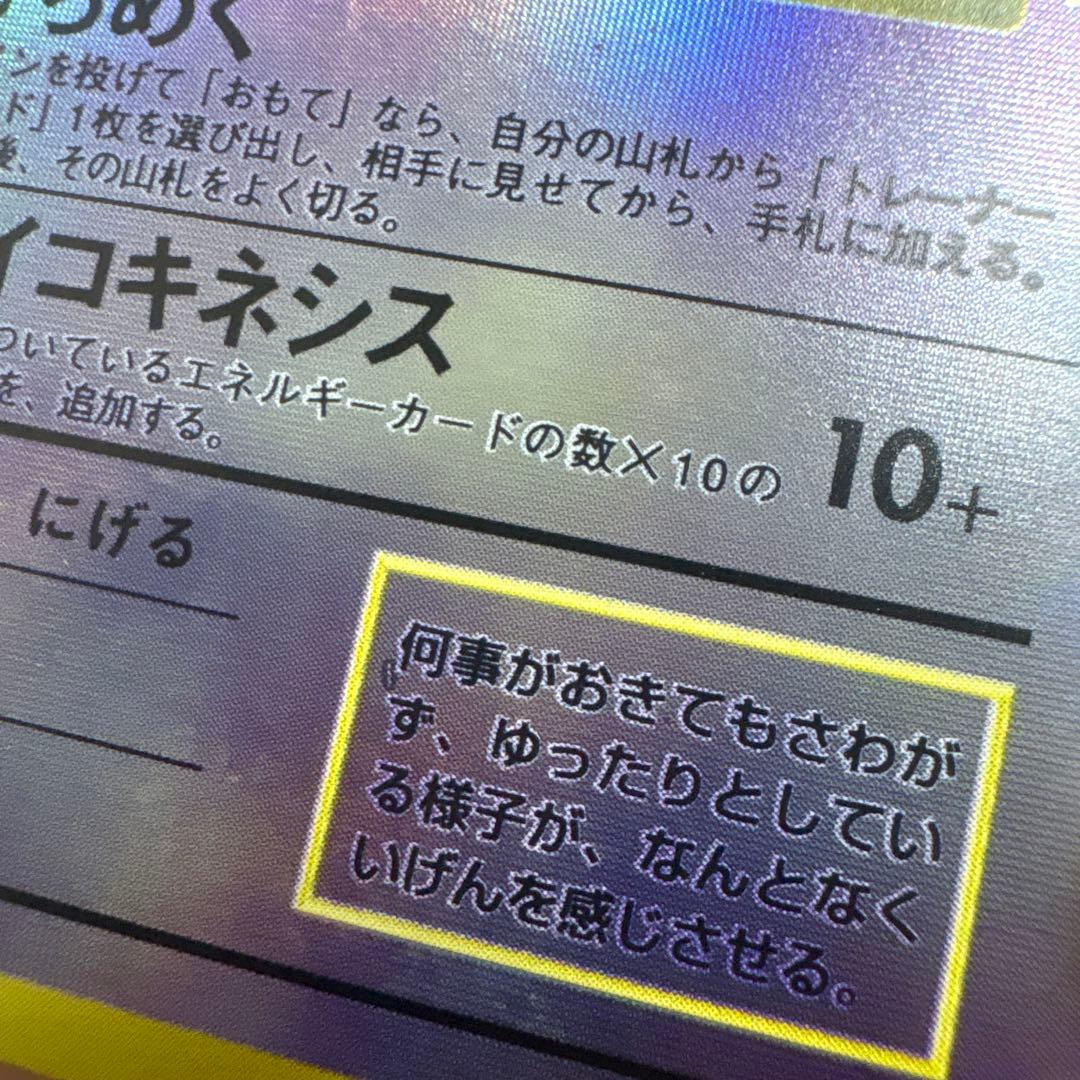 らめく
インを投げて「おもて」なら、自分の山札から「トレーナー
ド」1枚を選び出し、相手に見せてから、手札に加える。
後、その山札をよく切る。
イコキネシス
ついているエネルギーカードの数×10の 10+
を、追加する。
にげる
何事がおきてもさわが
ず、ゆったりとしてい
る様子が、なんとなく
いげんを感じさせる。